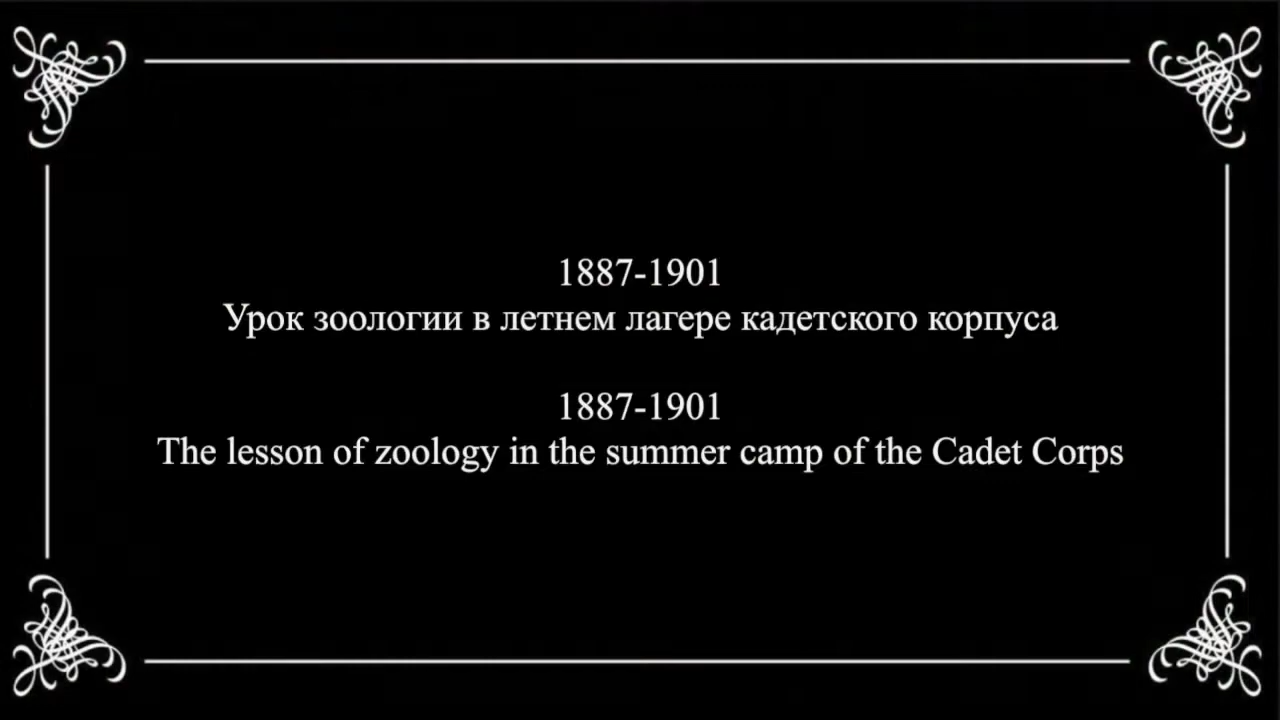 1887-1901
Урок зоологии в летнем лагере кадетского корпуса
1887-1901
The lesson of zoology in the summer camp of the Cadet Corps